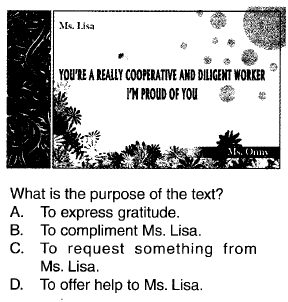 Ms. Lisa
YOU'RE A REALLY COOPERATIVE AND DILIGENT WORKER
I'M PROUD OF YOU
Ms. Onny
What is the purpose of the text?
A. To express gratitude.
B. To compliment Ms. Lisa.
C. To request something from
Ms. Lisa.
D. To offer help to Ms. Lisa.